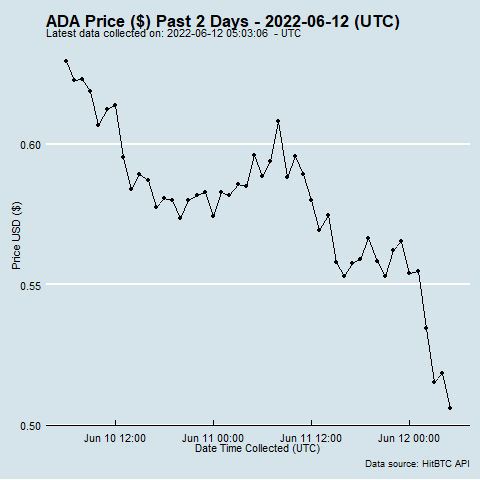 ADA Price ($) Past 2 Days - 2022-06-12 (UTC)
Latest data collected on: 2022-06-12 05:03:06  - UTC
0.60
0.55
0.50
Price USD ($)
Jun 10 12:00
Jun 11 00:00
Jun 11 12:00
Jun 12 00:00
Date Time Collected (UTC)
Data source: HitBTC API